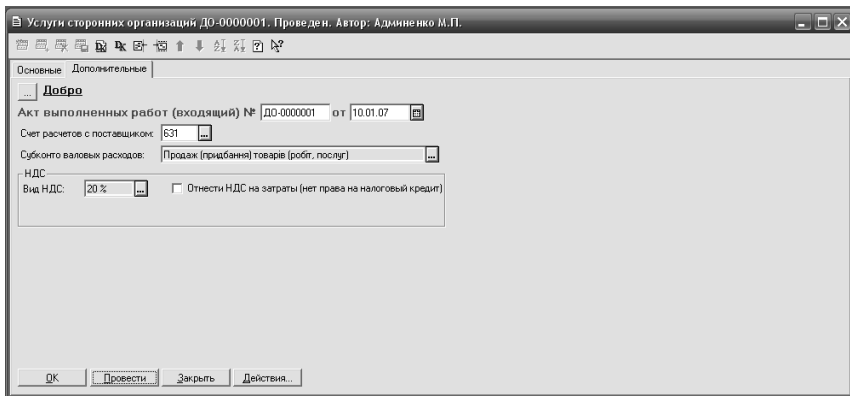 Услуги сторонних организаций ДО-0000001. Проведен. Автор: Админенко М.П.
Основные Дополнительные
... Добро
Акт выполненных работ (входящий) № ДО-0000001 от 10.01.07
Счет расчетов с поставщиком: 631 ...
Субконто валовых расходов: Продаж (придбання) товарів (робіт, послуг) ...
НДС
Вид НДС: 20 % ... Отнести НДС на затраты (нет права на налоговый кредит)
OK Провести Закрыть Действия...